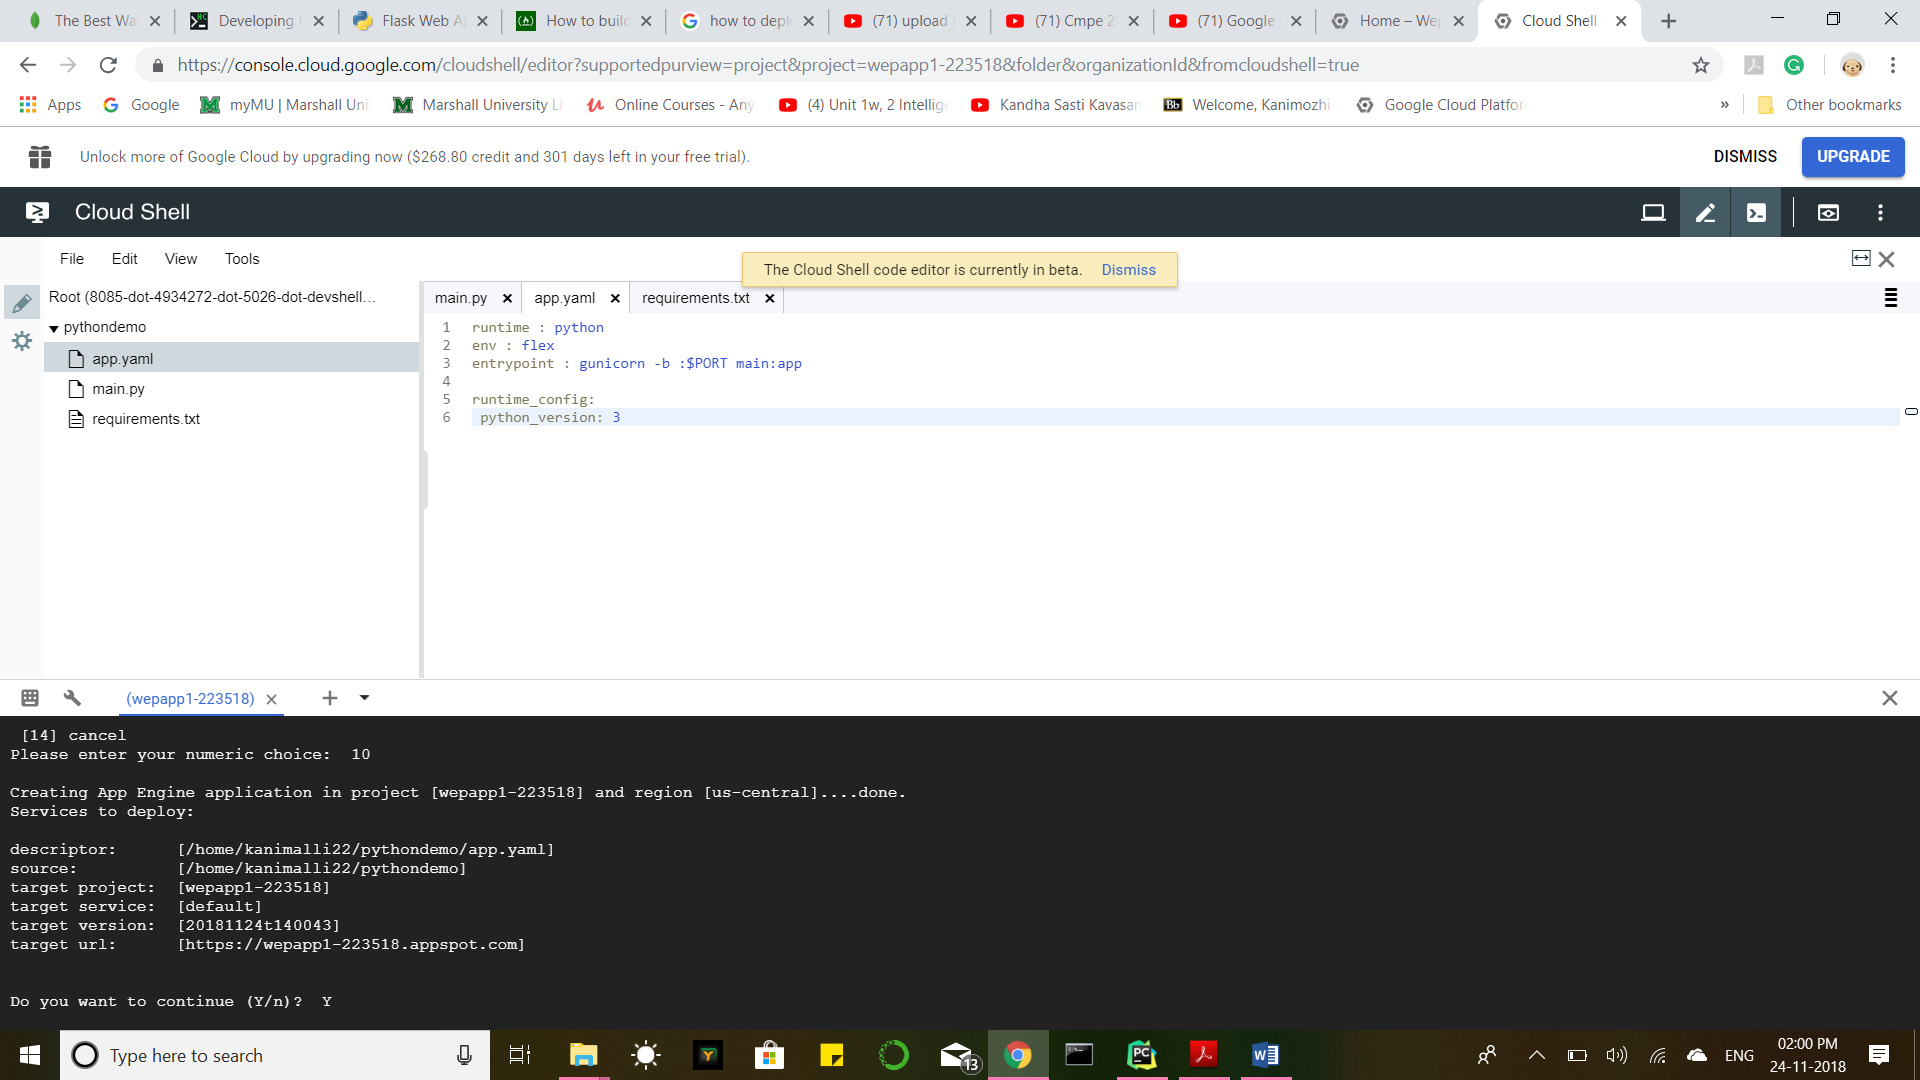 The Best Wa
Developing
Flask Web A
How to build
how to depl
(71) upload
(71) Cmpe 2
(71) Google
Home – Wep
Cloud Shell
https://console.cloud.google.com/cloudshell/editor?supportedpurview=project&project=wepapp1-223518&folder&organizationId&fromcloudshell=true
Apps
Google
myMU | Marshall Uni
Marshall University Li
Online Courses - Any
(4) Unit 1w, 2 Intellige
Kandha Sasti Kavasam
Bb
Welcome, Kanimozhi
Google Cloud Platfor
»
Other bookmarks
Unlock more of Google Cloud by upgrading now ($268.80 credit and 301 days left in your free trial).
DISMISS
UPGRADE
Cloud Shell
File Edit View Tools
The Cloud Shell code editor is currently in beta. Dismiss
Root (8085-dot-4934272-dot-5026-dot-devshell...
pythondemo
app.yaml
main.py
requirements.txt
main.py
app.yaml
requirements.txt
1 runtime : python
2 env : flex
3 entrypoint : gunicorn -b :$PORT main:app
4
5 runtime_config:
6 python_version: 3
(wepapp1-223518)
[14] cancel
Please enter your numeric choice: 10
Creating App Engine application in project [wepapp1-223518] and region [us-central]....done.
Services to deploy:
descriptor: [/home/kanimalli22/pythondemo/app.yaml]
source: [/home/kanimalli22/pythondemo]
target project: [wepapp1-223518]
target service: [default]
target version: [20181124t140043]
target url: [https://wepapp1-223518.appspot.com]
Do you want to continue (Y/n)? Y
Type here to search
13
PC
ENG
02:00 PM
24-11-2018